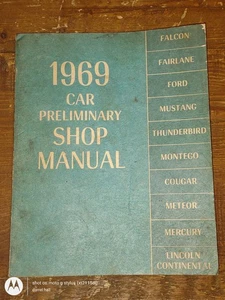 1969
CAR
PRELIMINARY
SHOP
MANUAL
FALCON
FAIRLANE
FORD
MUSTANG
THUNDERBIRD
MONTEGO
COUGAR
METEOR
MERCURY
LINCOLN
CONTINENTAL